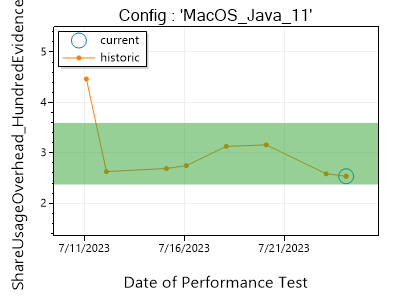 Config : 'MacOS_Java_11'
current
historic
ShareUsageOverhead_HundredEvidence
5
4
3
2
7/11/2023
7/16/2023
7/21/2023
Date of Performance Test